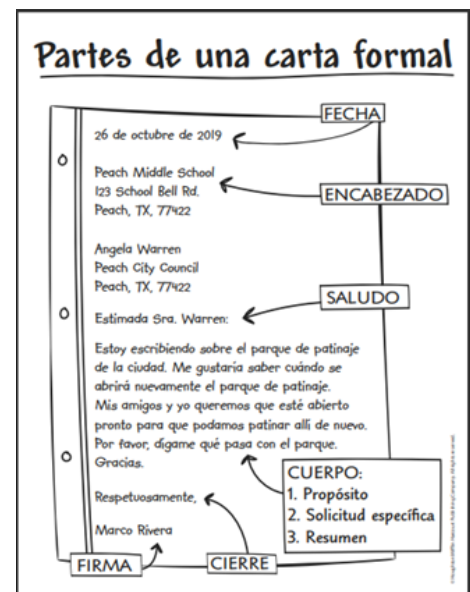 Partes de una carta formal
FECHA
26 de octubre de 2019
Peach Middle School
123 School Bell Rd.
Peach, TX, 77422
ENCABEZADO
Angela Warren
Peach City Council
Peach, TX, 77422
SALUDO
Estimada Sra. Warren:
Estoy escribiendo sobre el parque de patinaje
de la ciudad. Me gustaría saber cuándo se
abrirá nuevamente el parque de patinaje.
Mis amigos y yo queremos que esté abierto
pronto para que podamos patinar allí de nuevo.
Por favor, dígame qué pasa con el parque.
Gracias.
CUERPO:
1. Propósito
2. Solicitud específica
3. Resumen
Respetuosamente,
Marco Rivera
FIRMA
CIERRE